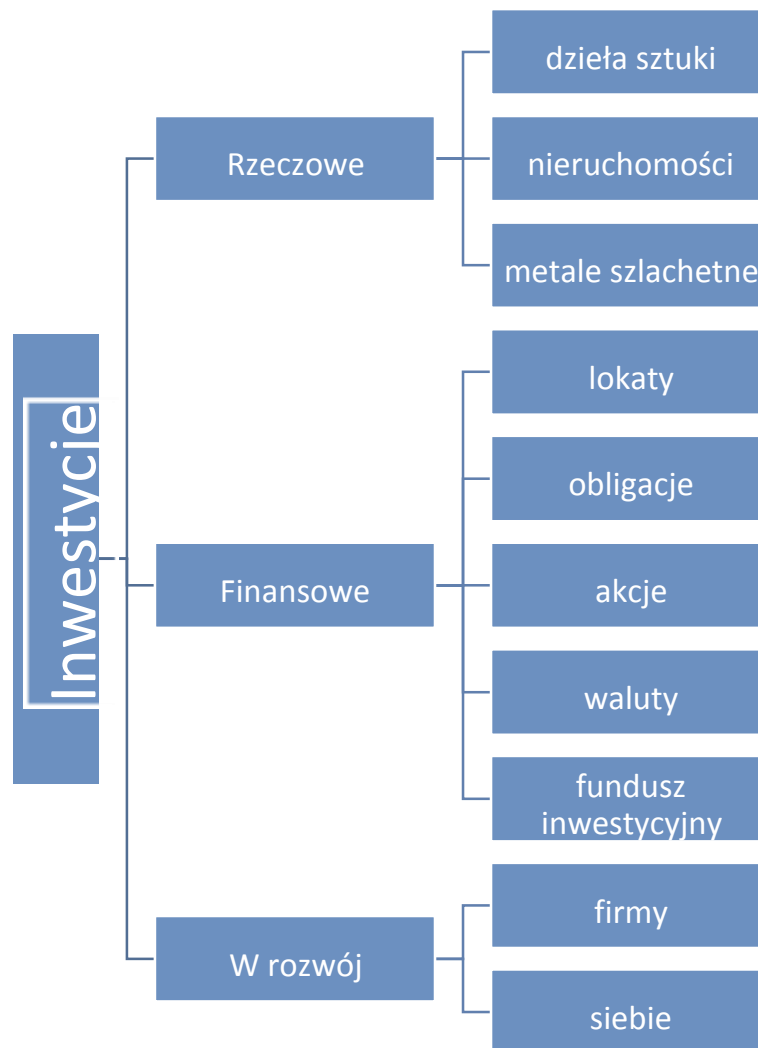 Inwestycje
Rzeczowe
dzieła sztuki
nieruchomości
metale szlachetne
Finansowe
lokaty
obligacje
akcje
waluty
fundusz
inwestycyjny
W rozwój
firmy
siebie